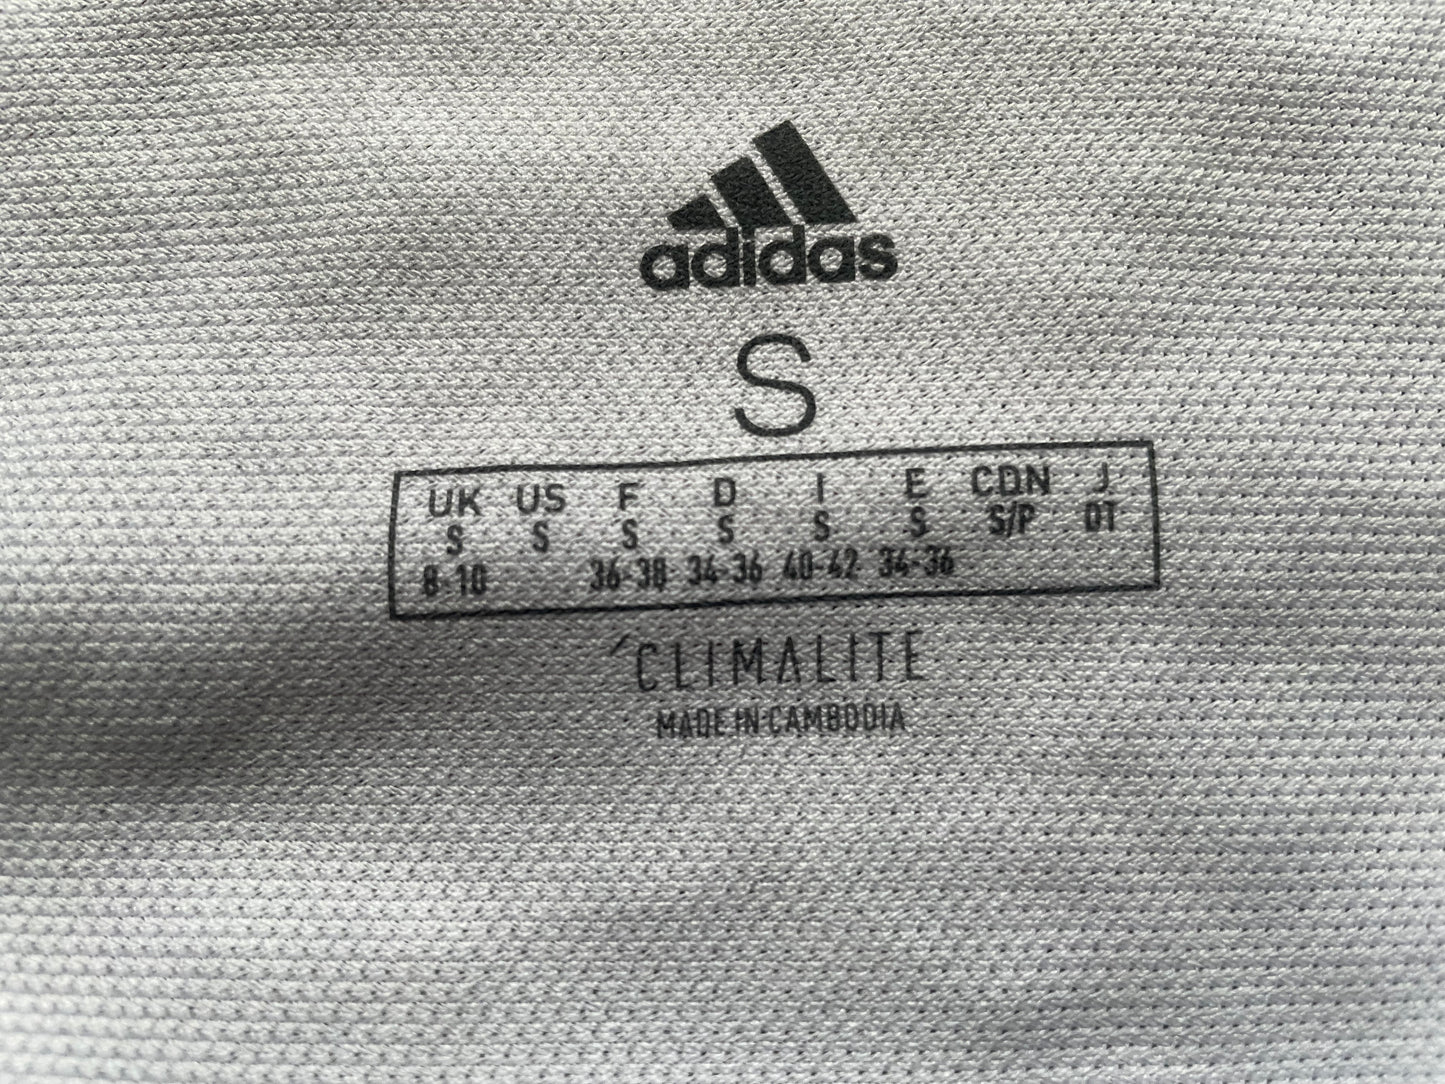 adidas
S
UK US F D I E CDN J
S S S S S S S/P OT
8-10 36-38 34-36 40-42 34-36
´CLIMALITE
MADE IN CAMBODIA